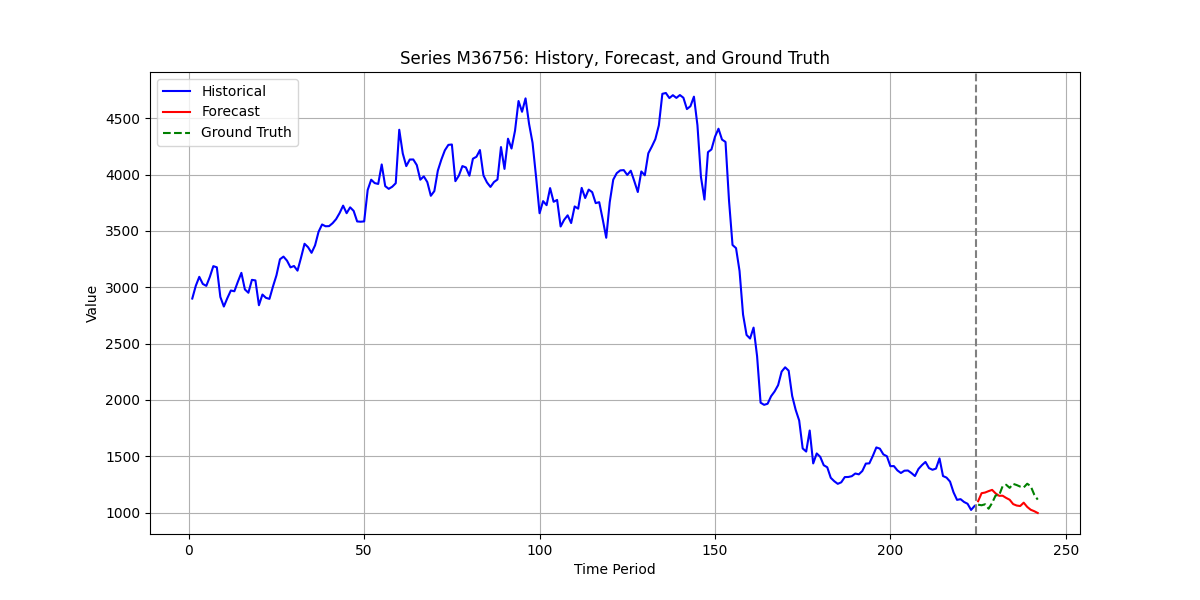 Series M36756: History, Forecast, and Ground Truth
Historical
Forecast
Ground Truth
Value
4500
4000
3500
3000
2500
2000
1500
1000
0 50 100 150 200 250
Time Period